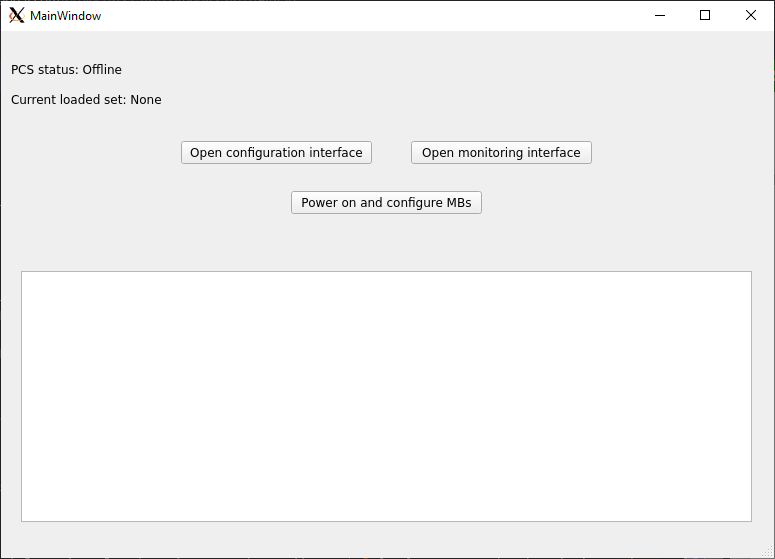 MainWindow
PCS status: Offline
Current loaded set: None
Open configuration interface
Open monitoring interface
Power on and configure MBs